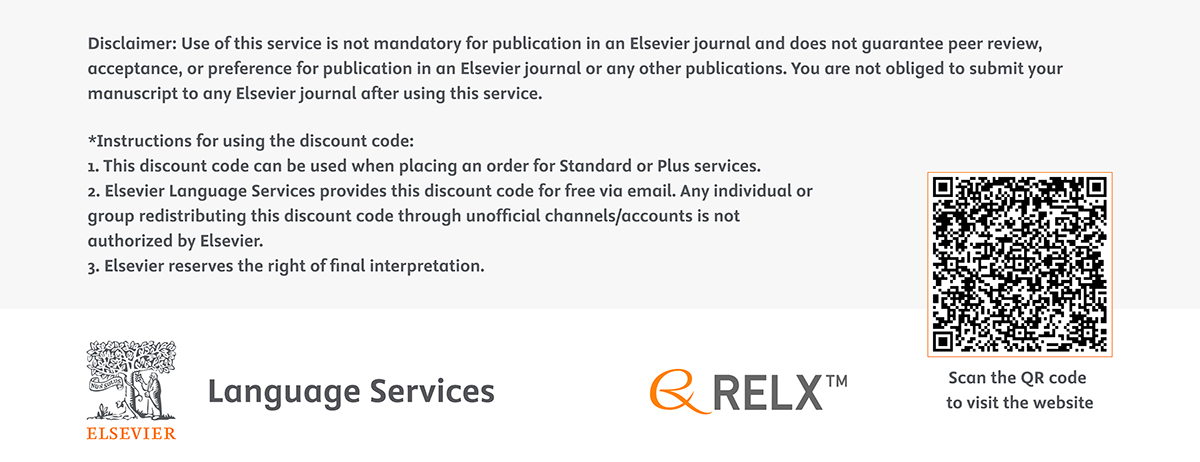 Disclaimer: Use of this service is not mandatory for publication in an Elsevier journal and does not guarantee peer review,
acceptance, or preference for publication in an Elsevier journal or any other publications. You are not obliged to submit your
manuscript to any Elsevier journal after using this service.
*Instructions for using the discount code:
1. This discount code can be used when placing an order for Standard or Plus services.
2. Elsevier Language Services provides this discount code for free via email. Any individual or
group redistributing this discount code through unofficial channels/accounts is not
authorized by Elsevier.
3. Elsevier reserves the right of final interpretation.
ELSEVIER
Language Services
RELX™
Scan the QR code
to visit the website